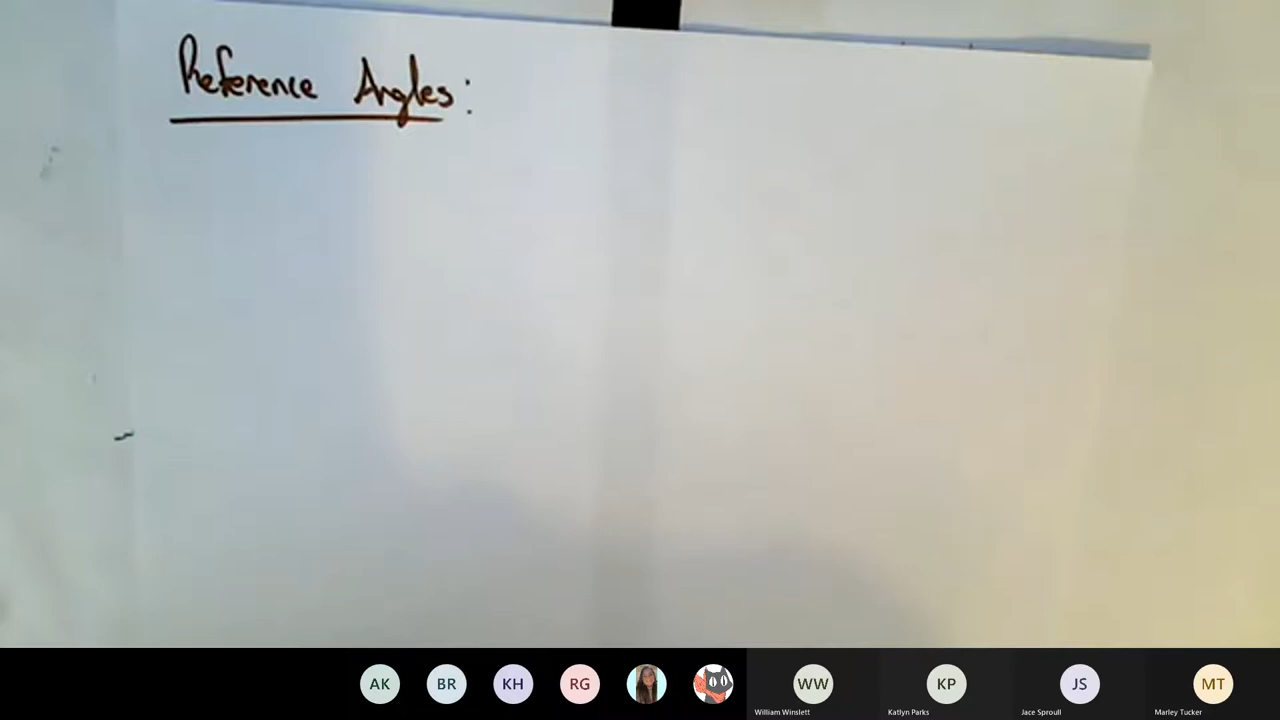 Reference Angles:
AK
BR
KH
RG
WW
KP
JS
MT
William Winslett
Katlyn Parks
Jace Sproull
Marley Tucker